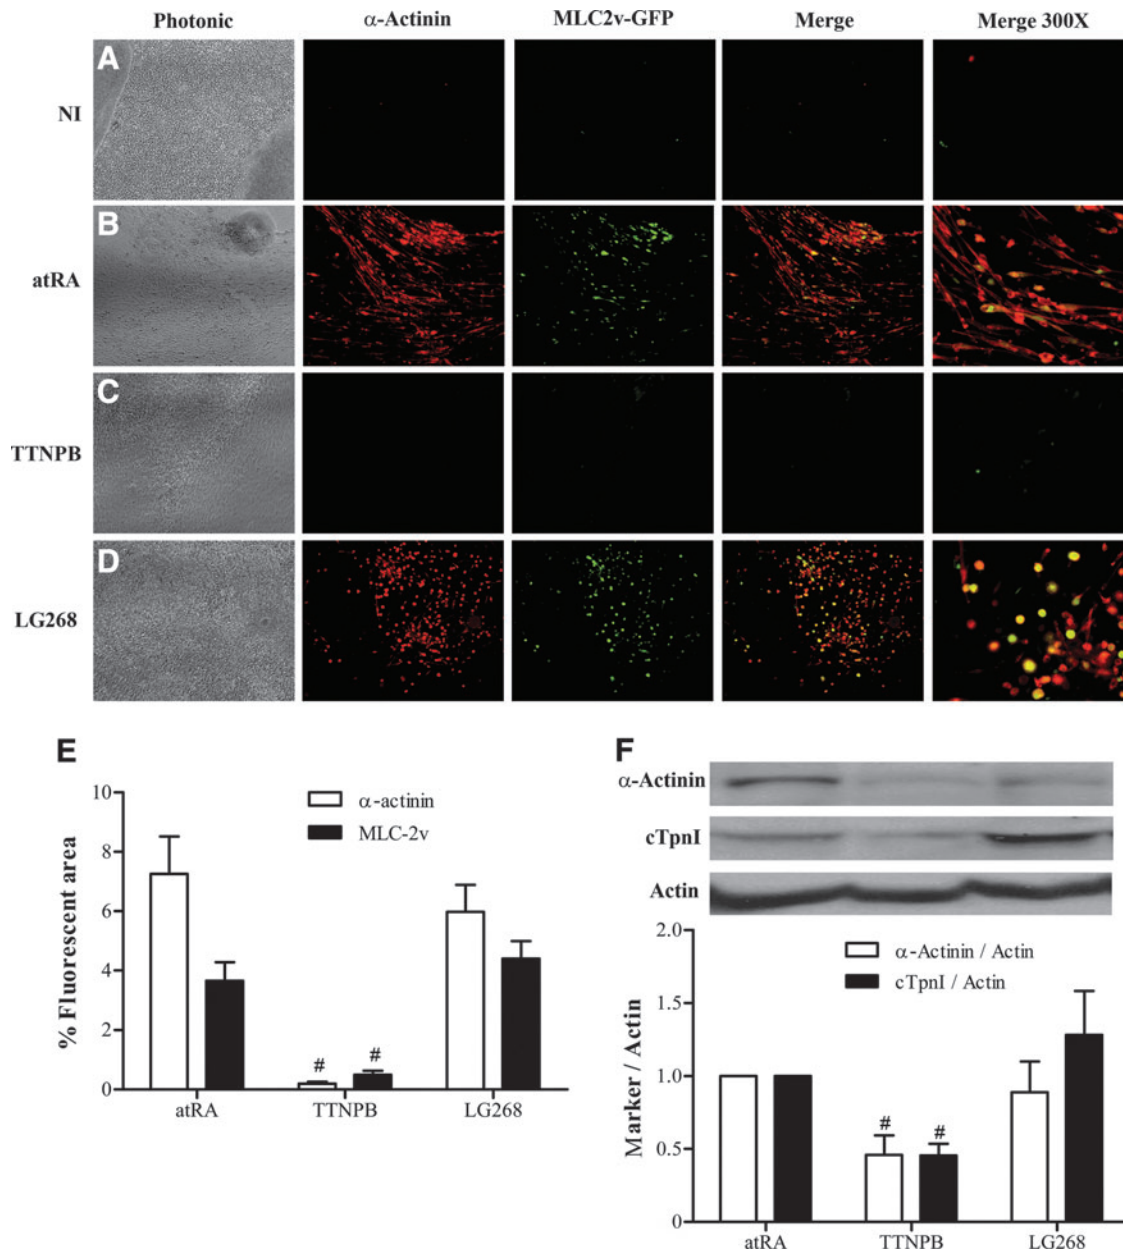 Photonic α-Actinin MLC2v-GFP Merge Merge 300X
A
NI
B
atRA
C
TTNPB
D
LG268
E
10
8
6
4
2
0
% Fluorescent area
α-actinin
MLC-2v
# #
atRA TTNPB LG268
F
α-Actinin
cTpnI
Actin
2.0
1.5
1.0
0.5
0
Marker / Actin
α-Actinin / Actin
cTpnI / Actin
# #
atRA TTNPB LG268